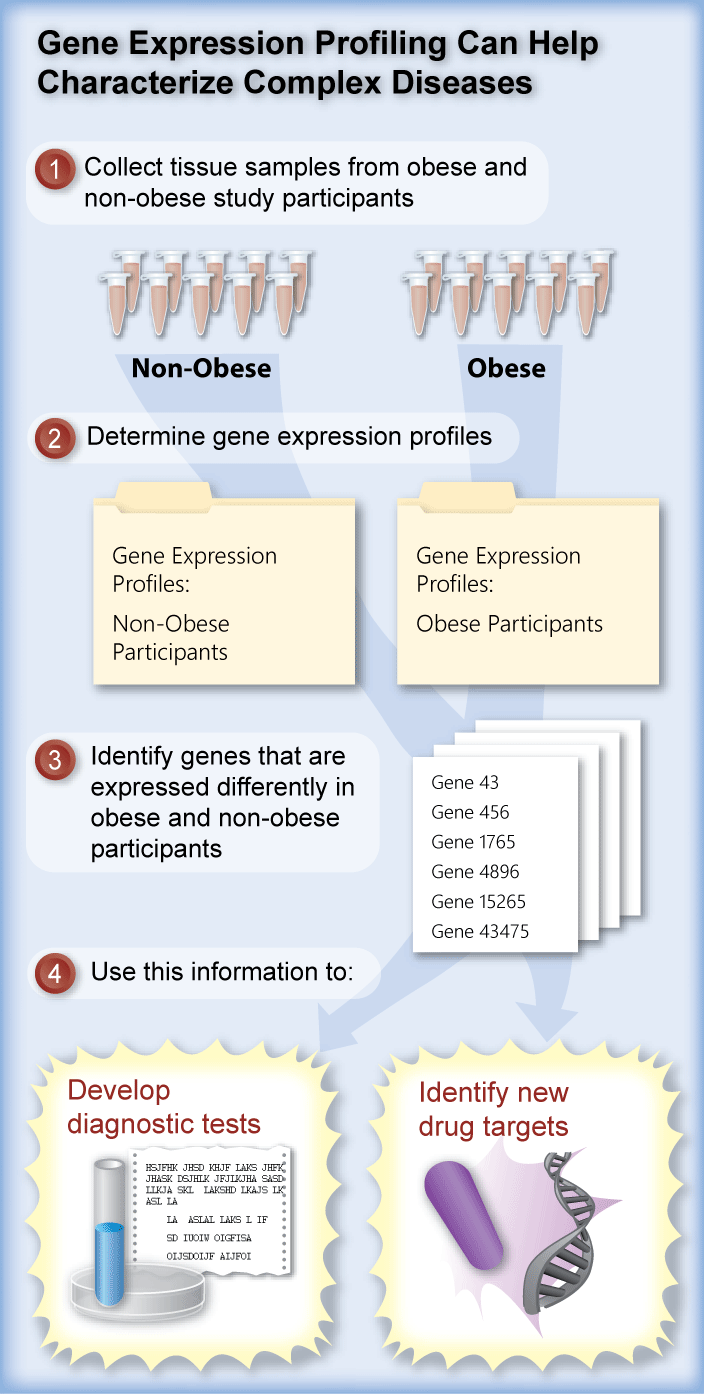 Gene Expression Profiling Can Help
Characterize Complex Diseases
1
Collect tissue samples from obese and
non-obese study participants
Non-Obese
Obese
2
Determine gene expression profiles
Gene Expression
Profiles:
Non-Obese
Participants
Gene Expression
Profiles:
Obese Participants
3
Identify genes that are
expressed differently in
obese and non-obese
participants
Gene 43
Gene 456
Gene 1765
Gene 4896
Gene 15265
Gene 43475
4
Use this information to:
Develop
diagnostic tests
HSJFHK JHSD KHJF LAKS JHFK
JHASK DSJHLK JFJLKJHA SASD
LLKJA SKL LAKSHD LKAJS LK
ASL LA
LA ASLAL LAKS L IF
SD IUOIW OIGFISA
OIJSDOIJF AIJFOI
Identify new
drug targets